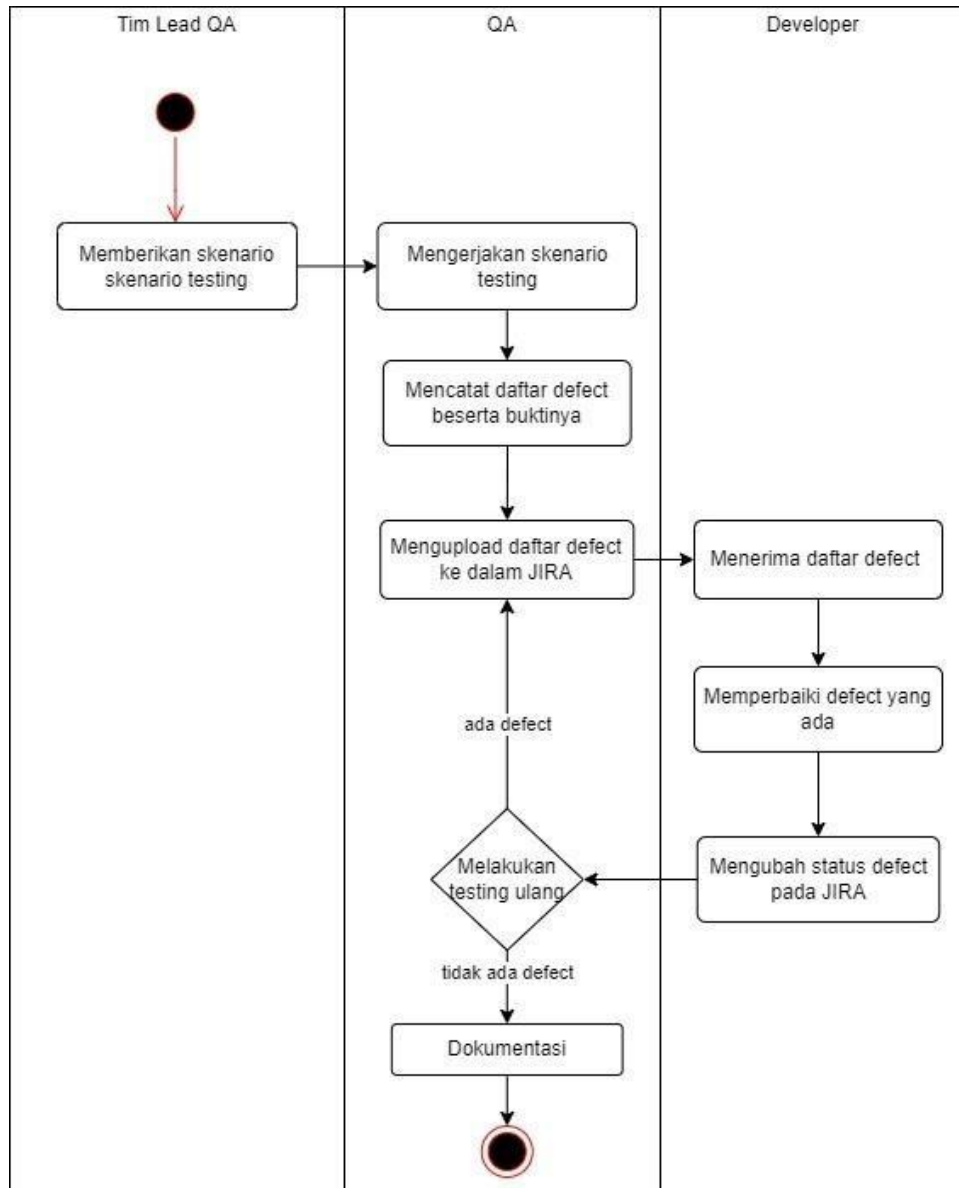 Tim Lead QA
QA
Developer
Memberikan skenario
skenario testing
Mengerjakan skenario
testing
Mencatat daftar defect
beserta buktinya
Mengupload daftar defect
ke dalam JIRA
Menerima daftar defect
Memperbaiki defect yang
ada
ada defect
Melakukan
testing ulang
Mengubah status defect
pada JIRA
tidak ada defect
Dokumentasi